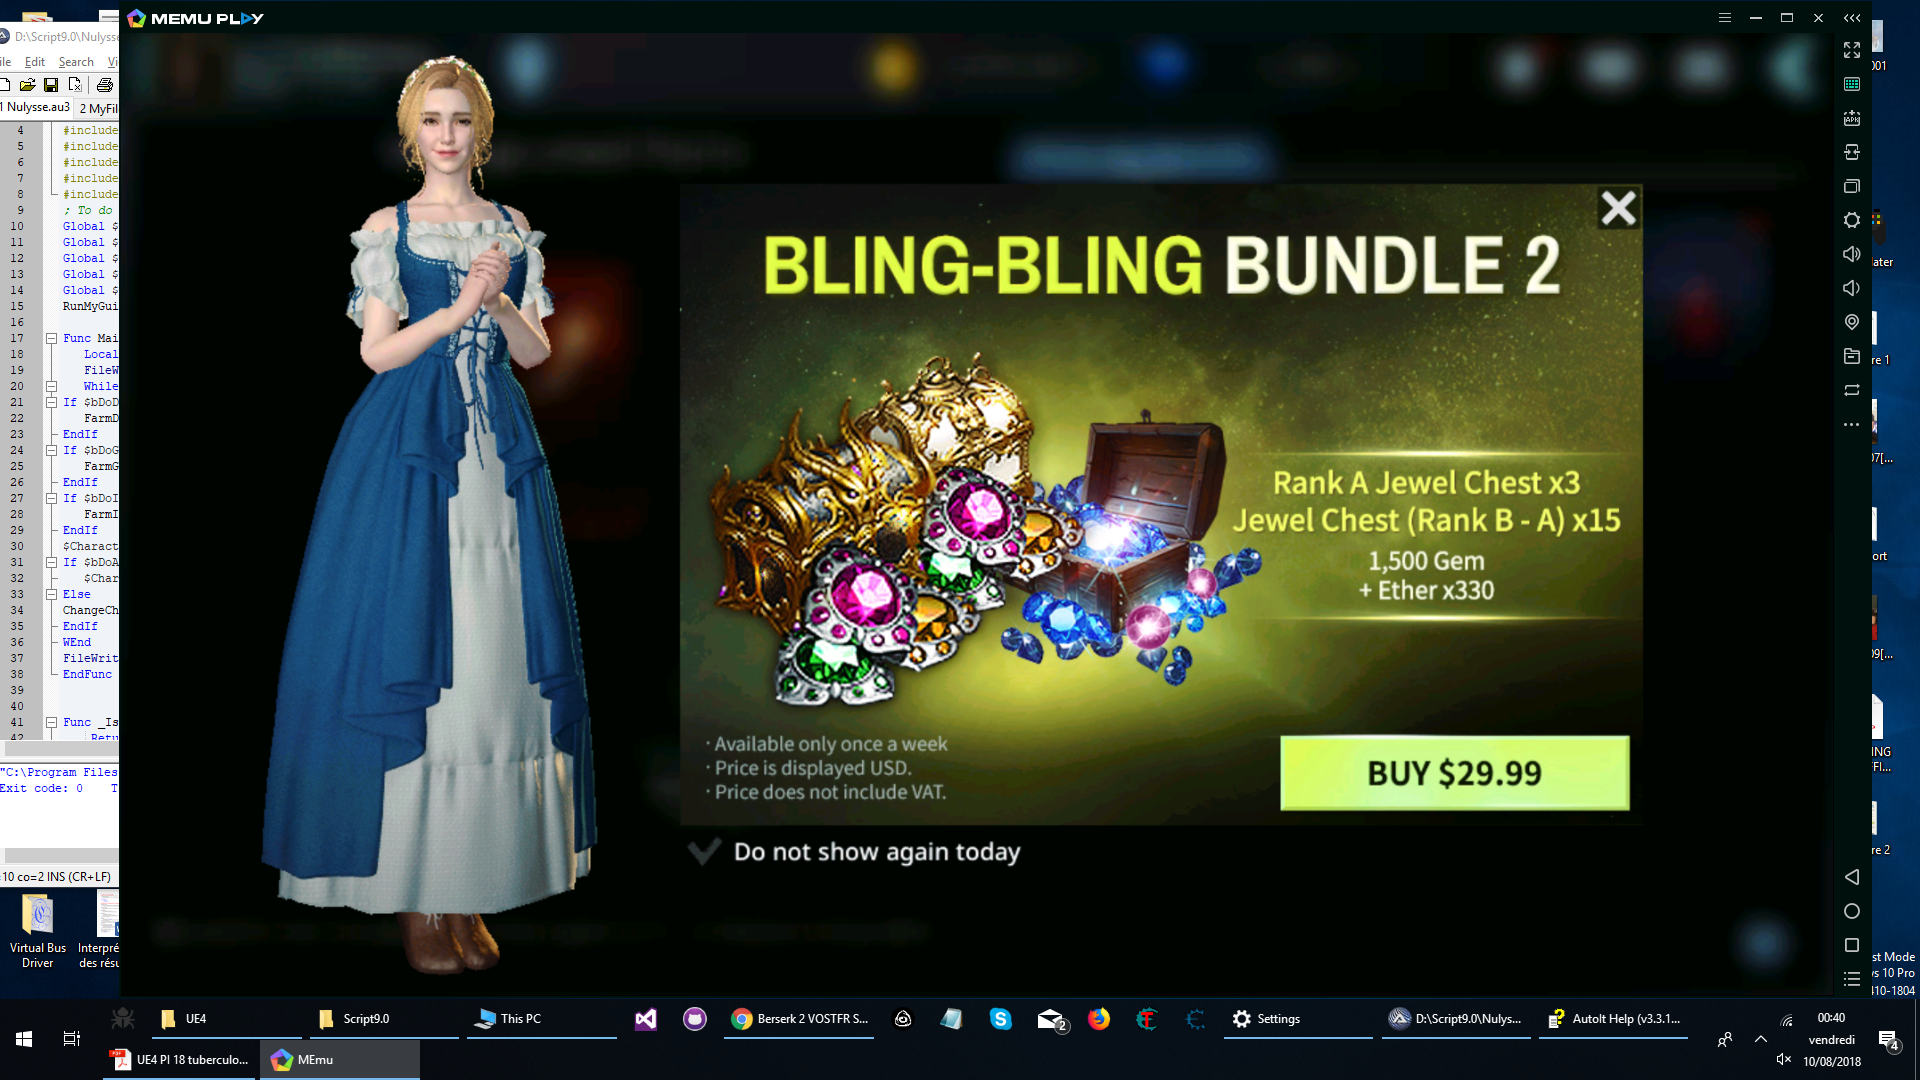 MEMU PLAY
D:\Script9.0\Nulysse
Edit Search
1 Nulysse.au3 2 MyFil
4 #include
5 #include
6 #include
7 #include
8 #include
9 ; To do
10 Global $
11 Global $
12 Global $
13 Global $
14 Global $
15 RunMyGui
16
17 Func Mai
18 Local
19 FileW
20 While
21 If $bDoD
22 FarmD
23 EndIf
24 If $bDoG
25 FarmG
26 EndIf
27 If $bDoI
28 FarmI
29 EndIf
30 $Charact
31 If $bDoA
32 $Char
33 Else
34 ChangeCh
35 EndIf
36 WEnd
37 FileWrit
38 EndFunc
39
40
41 Func _Is
42 Retu
"C:\Program Files
Exit code: 0 T
10 co=2 INS (CR+LF)
BLING-BLING BUNDLE 2
Rank A Jewel Chest x3
Jewel Chest (Rank B - A) x15
1,500 Gem
+ Ether x330
· Available only once a week
· Price is displayed USD.
· Price does not include VAT.
BUY $29.99
Do not show again today
Virtual Bus
Driver
Interpré
des résu
001
ater
re 1
07[...
ort
09[...
ING
FI...
re 2
st Mode
ws 10 Pro
410-1804
UE4
Script9.0
This PC
Berserk 2 VOSTFR S...
2
Settings
D:\Script9.0\Nulys...
AutoIt Help (v3.3.1...
UE4 PI 18 tuberculo...
MEmu
00:40
vendredi
10/08/2018
4